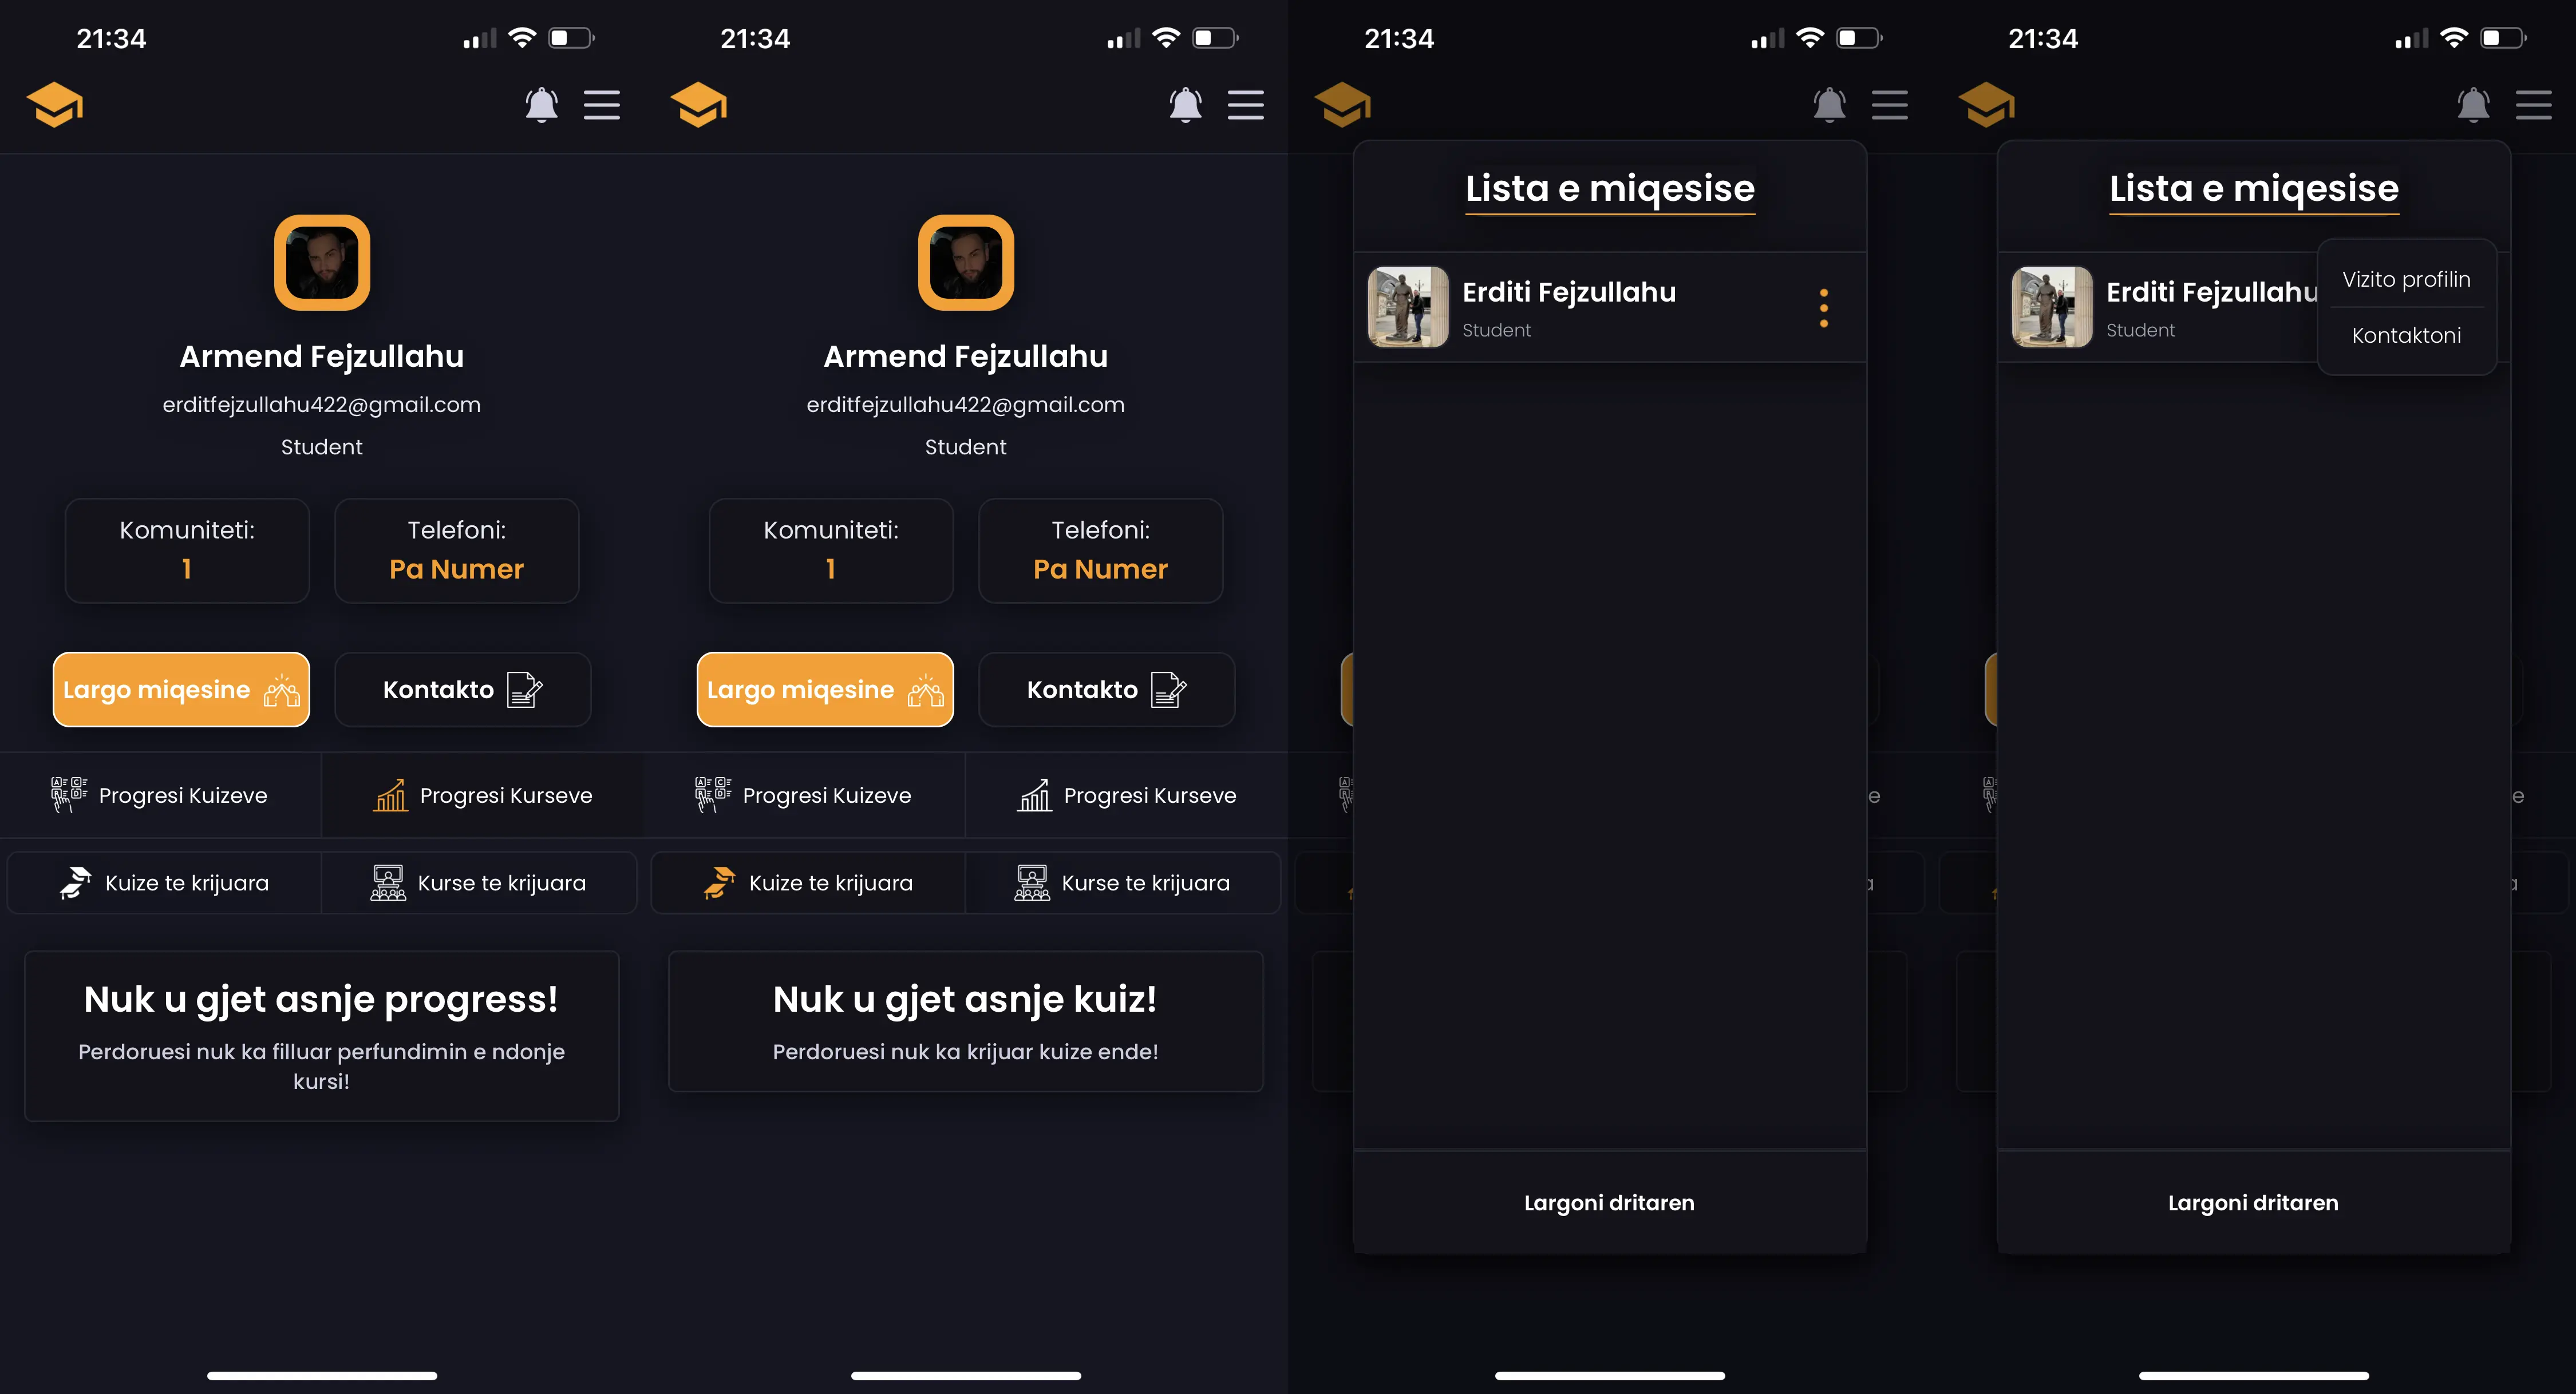 21:34
Armend Fejzullahu
erditfejzullahu422@gmail.com
Student
Komuniteti:
1
Telefoni:
Pa Numer
Largo miqesine
Kontakto
Progresi Kuizeve
Progresi Kurseve
Kuize te krijuara
Kurse te krijuara
Nuk u gjet asnje progress!
Perdoruesi nuk ka filluar perfundimin e ndonje
kursi!
21:34
Armend Fejzullahu
erditfejzullahu422@gmail.com
Student
Komuniteti:
1
Telefoni:
Pa Numer
Largo miqesine
Kontakto
Progresi Kuizeve
Progresi Kurseve
Kuize te krijuara
Kurse te krijuara
Nuk u gjet asnje kuiz!
Perdoruesi nuk ka krijuar kuize ende!
21:34
Lista e miqesise
Erditi Fejzullahu
Student
e
a
Largoni dritaren
21:34
Lista e miqesise
Erditi Fejzullahu
Student
Vizito profilin
Kontaktoni
e
a
Largoni dritaren